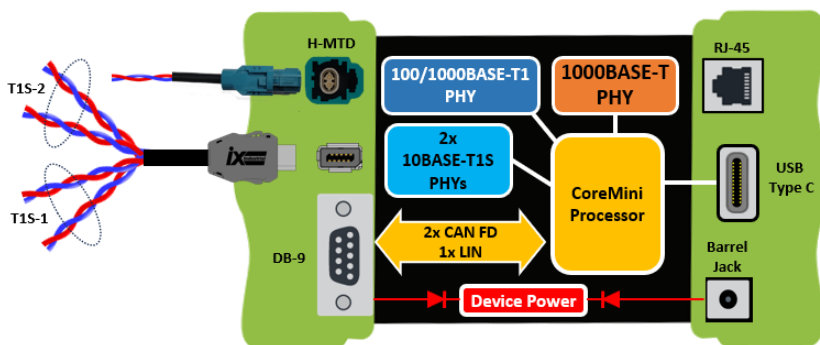 H-MTD
RJ-45
T1S-2
100/1000BASE-T1
PHY
1000BASE-T
PHY
iX
2x
10BASE-T1S
PHYs
CoreMini
Processor
USB
Type C
T1S-1
DB-9
2x CAN FD
1x LIN
Barrel
Jack
Device Power